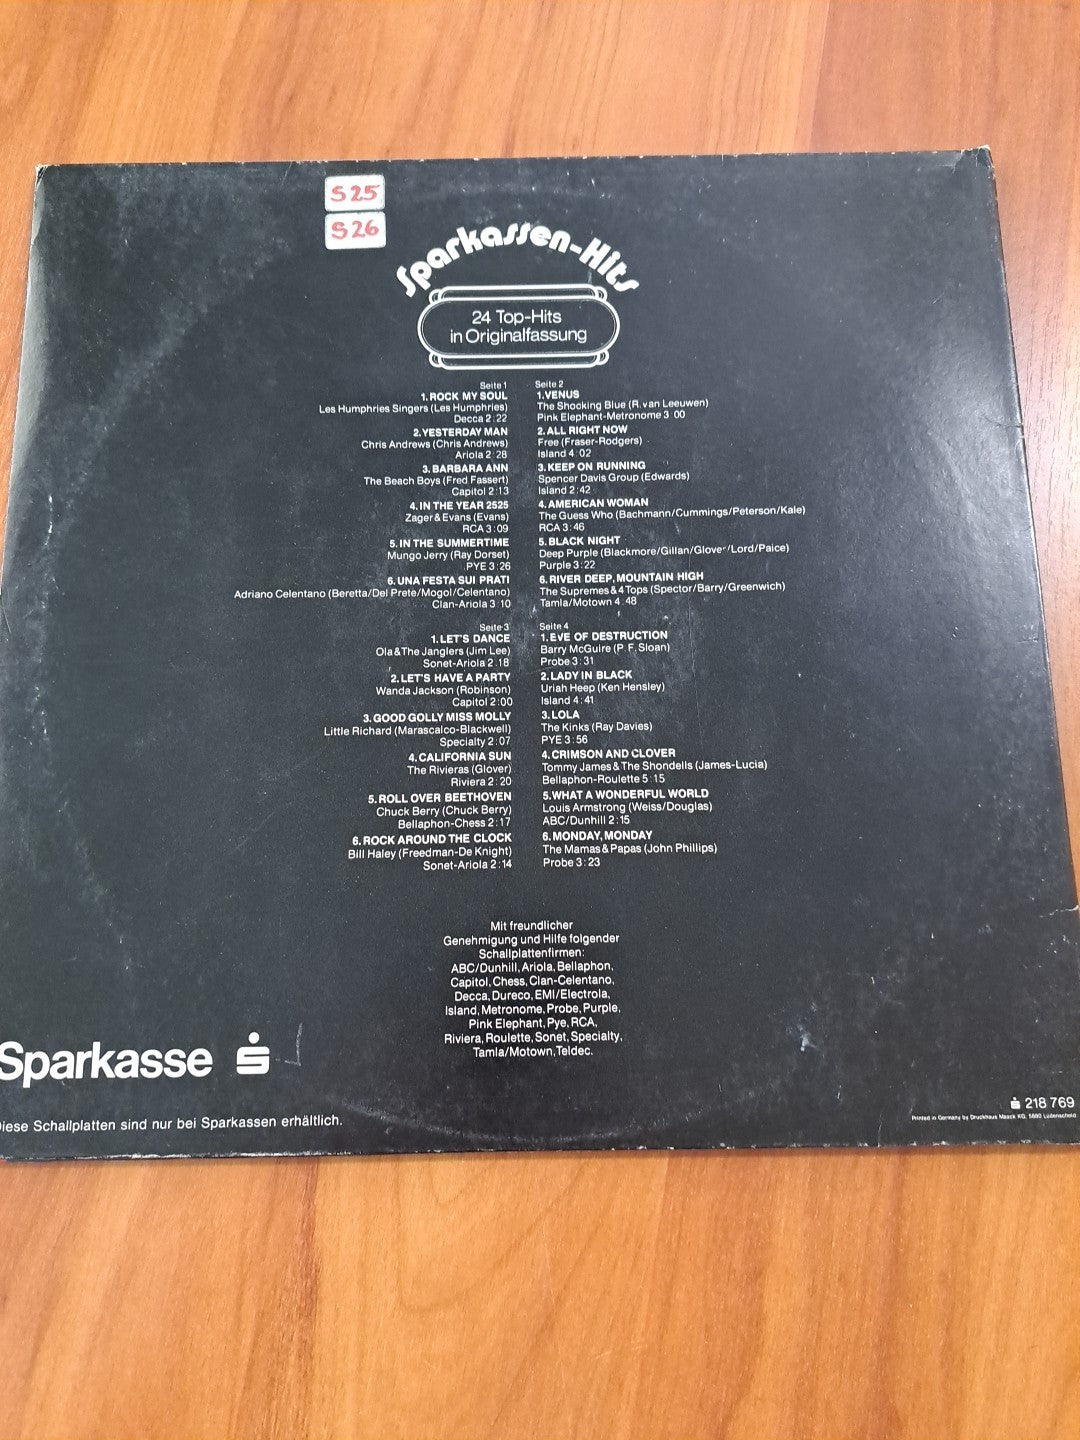 S25
S26
Sparkassen-Hits
24 Top-Hits
in Originalfassung
Seite 1
1. ROCK MY SOUL
Les Humphries Singers (Les Humphries)
Decca 2:22
2. YESTERDAY MAN
Chris Andrews (Chris Andrews)
Ariola 2:28
3. BARBARA ANN
The Beach Boys (Fred Fassert)
Capitol 2:13
4. IN THE YEAR 2525
Zager & Evans (Evans)
RCA 3:09
5. IN THE SUMMERTIME
Mungo Jerry (Ray Dorset)
PYE 3:26
6. UNA FESTA SUI PRATI
Adriano Celentano (Beretta/Del Prete/Mogol/Celentano)
Clan-Ariola 3:10
Seite 2
1. VENUS
The Shocking Blue (R. van Leeuwen)
Pink Elephant-Metronome 3:00
2. ALL RIGHT NOW
Free (Fraser-Rodgers)
Island 4:02
3. KEEP ON RUNNING
Spencer Davis Group (Edwards)
Island 2:42
4. AMERICAN WOMAN
The Guess Who (Bachmann/Cummings/Peterson/Kale)
RCA 3:46
5. BLACK NIGHT
Deep Purple (Blackmore/Gillan/Glover/Lord/Paice)
Purple 3:22
6. RIVER DEEP, MOUNTAIN HIGH
The Supremes & 4 Tops (Spector/Barry/Greenwich)
Tamla/Motown 4:48
Seite 3
1. LET'S DANCE
Ola & The Janglers (Jim Lee)
Sonet-Ariola 2:18
2. LET'S HAVE A PARTY
Wanda Jackson (Robinson)
Capitol 2:00
3. GOOD GOLLY MISS MOLLY
Little Richard (Marascalco-Blackwell)
Specialty 2:07
4. CALIFORNIA SUN
The Rivieras (Glover)
Riviera 2:20
5. ROLL OVER BEETHOVEN
Chuck Berry (Chuck Berry)
Bellaphon-Chess 2:17
6. ROCK AROUND THE CLOCK
Bill Haley (Freedman-De Knight)
Sonet-Ariola 2:14
Seite 4
1. EVE OF DESTRUCTION
Barry McGuire (P. F. Sloan)
Probe 3:31
2. LADY IN BLACK
Uriah Heep (Ken Hensley)
Island 4:41
3. LOLA
The Kinks (Ray Davies)
PYE 3:56
4. CRIMSON AND CLOVER
Tommy James & The Shondells (James-Lucia)
Bellaphon-Roulette 5:15
5. WHAT A WONDERFUL WORLD
Louis Armstrong (Weiss/Douglas)
ABC/Dunhill 2:15
6. MONDAY, MONDAY
The Mamas & Papas (John Phillips)
Probe 3:23
Mit freundlicher
Genehmigung und Hilfe folgender
Schallplattenfirmen:
ABC/Dunhill, Ariola, Bellaphon,
Capitol, Chess, Clan-Celentano,
Decca, Dureco, EMI/Electrola,
Island, Metronome, Probe, Purple,
Pink Elephant, Pye, RCA,
Riviera, Roulette, Sonet, Specialty,
Tamla/Motown, Teldec.
Sparkasse
Diese Schallplatten sind nur bei Sparkassen erhältlich.
218 769
Printed in Germany by Druckhaus Maack KG, 5880 Lüdenscheid